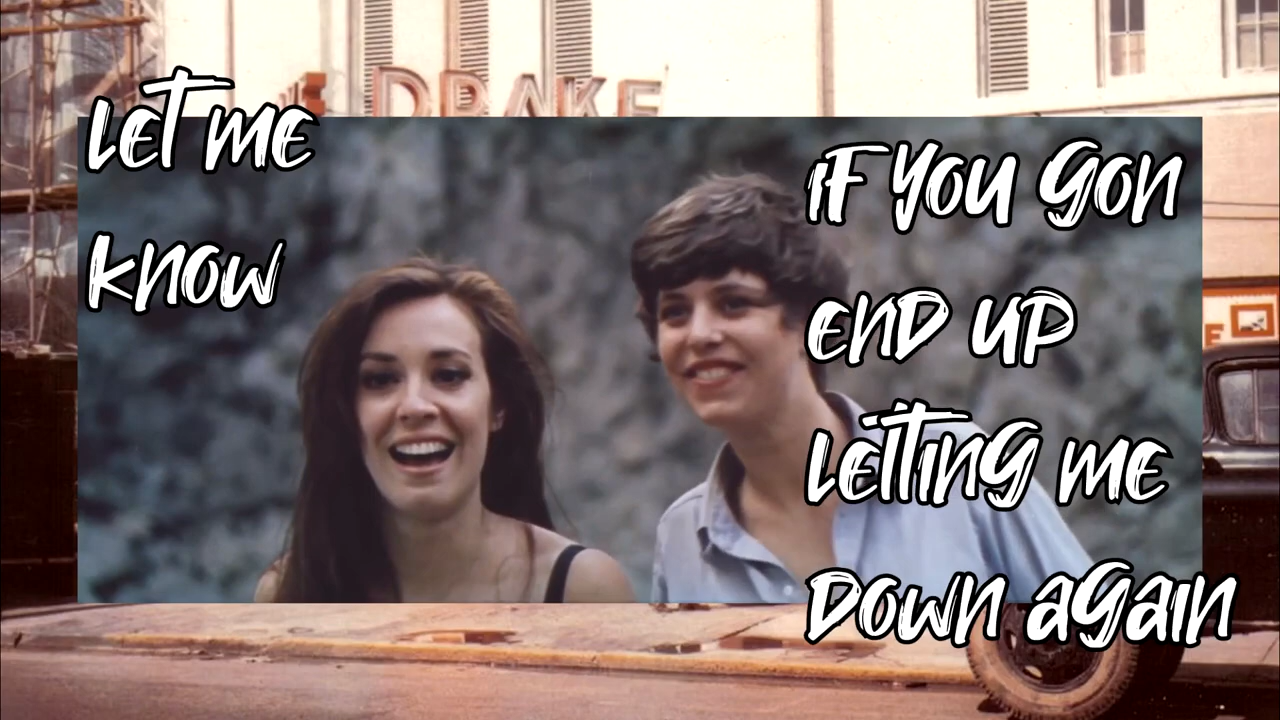 DRAKE
LET ME
KNOW
IF YOU GON
END UP
LETTING ME
DOWN AGAIN